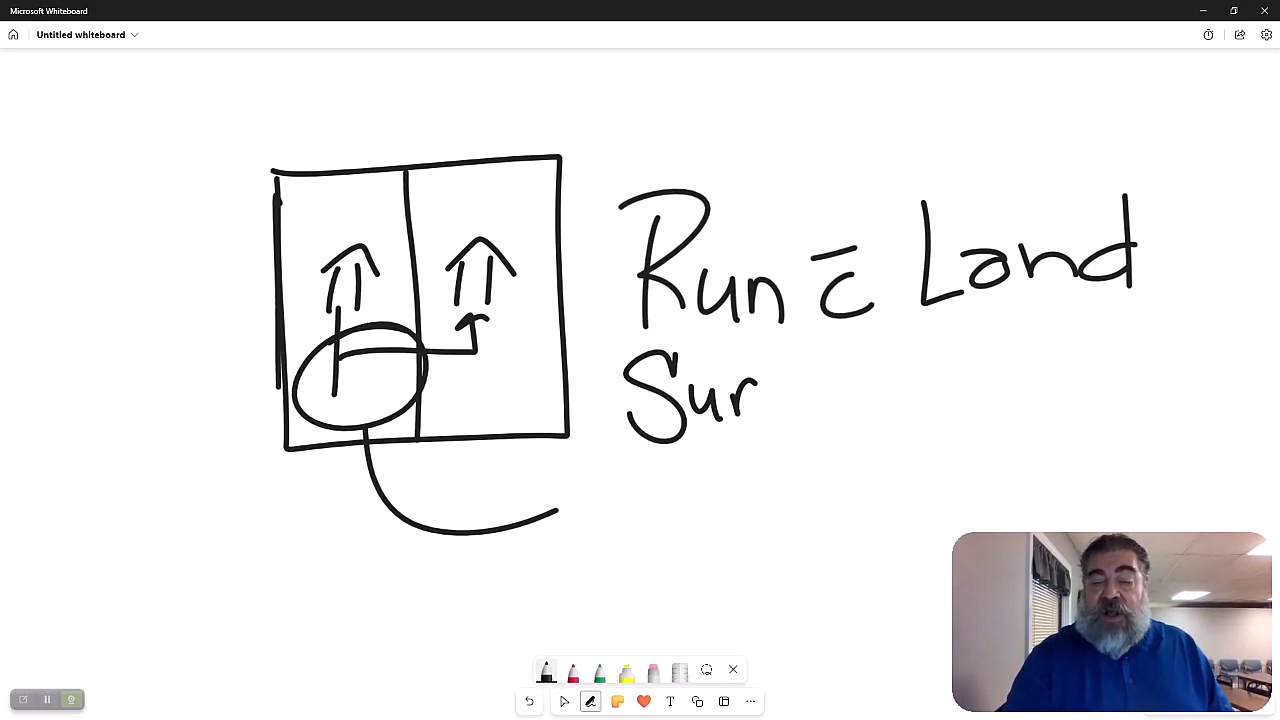 Microsoft Whiteboard
Untitled whiteboard
Run c̄ Land
Sur
T